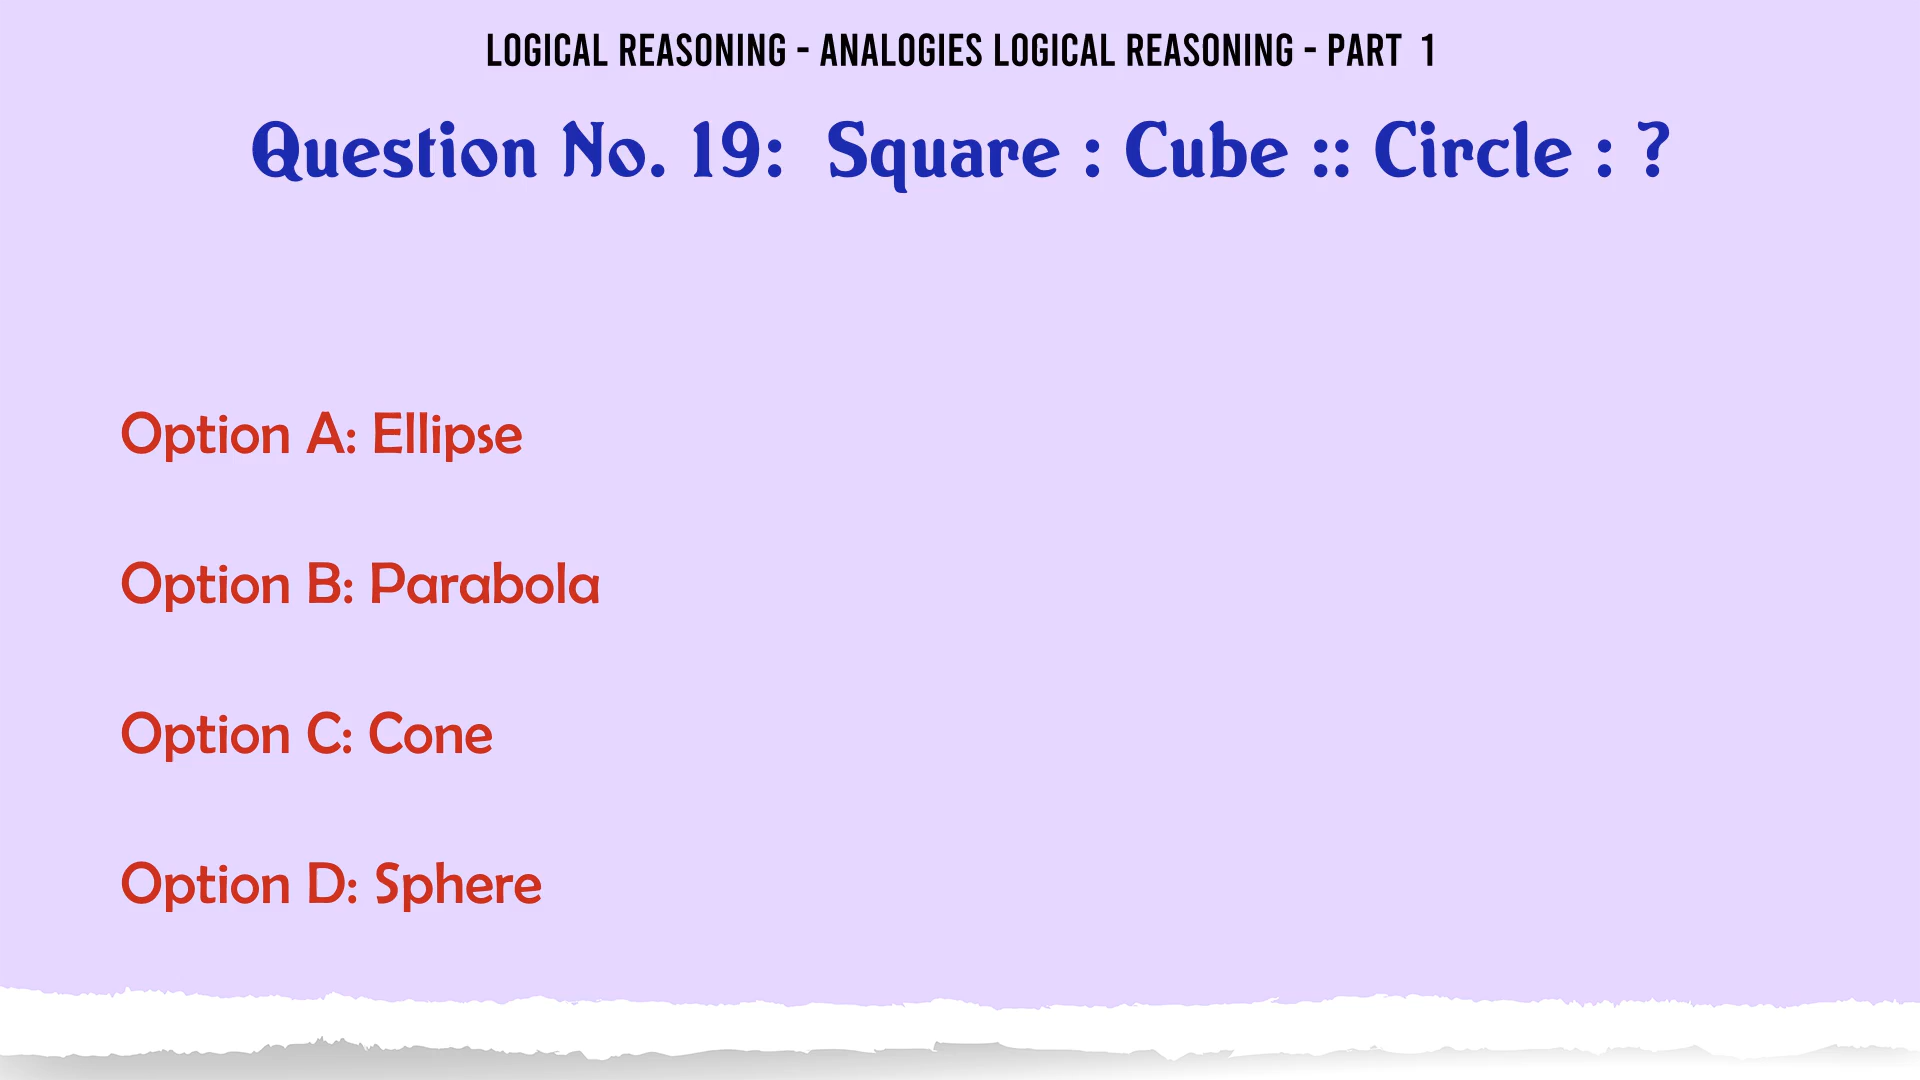 LOGICAL REASONING - ANALOGIES LOGICAL REASONING - PART 1
Question No. 19: Square : Cube :: Circle : ?
Option A: Ellipse
Option B: Parabola
Option C: Cone
Option D: Sphere